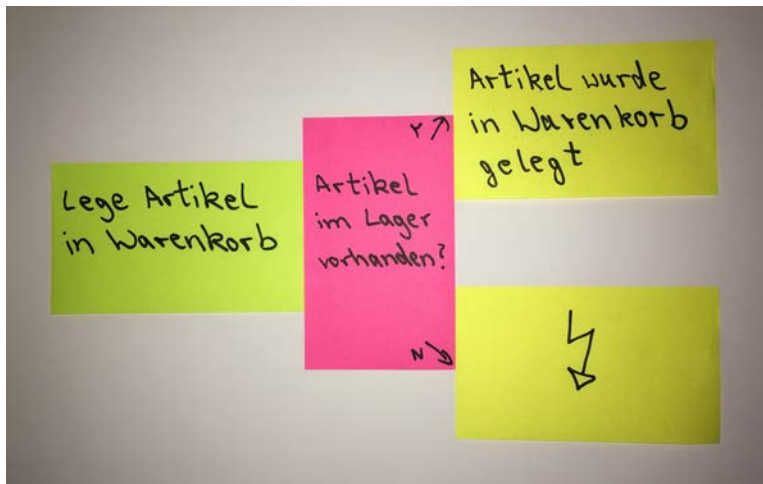 Lege Artikel
in Warenkorb
Y
Artikel
im Lager
vorhanden?
N
Artikel wurde
in Warenkorb
gelegt